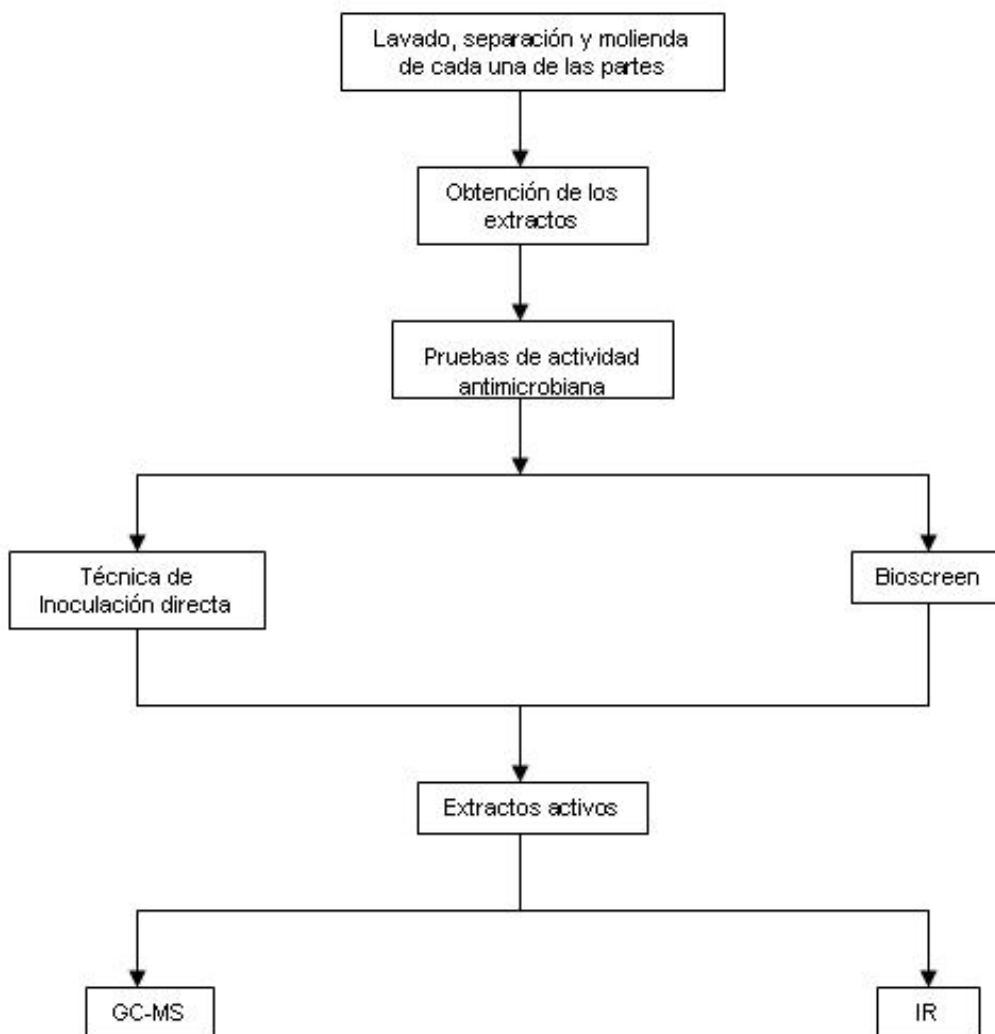 Lavado, separación y molienda
de cada una de las partes
Obtención de los
extractos
Pruebas de actividad
antimicrobiana
Técnica de
Inoculación directa
Bioscreen
Extractos activos
GC-MS
IR